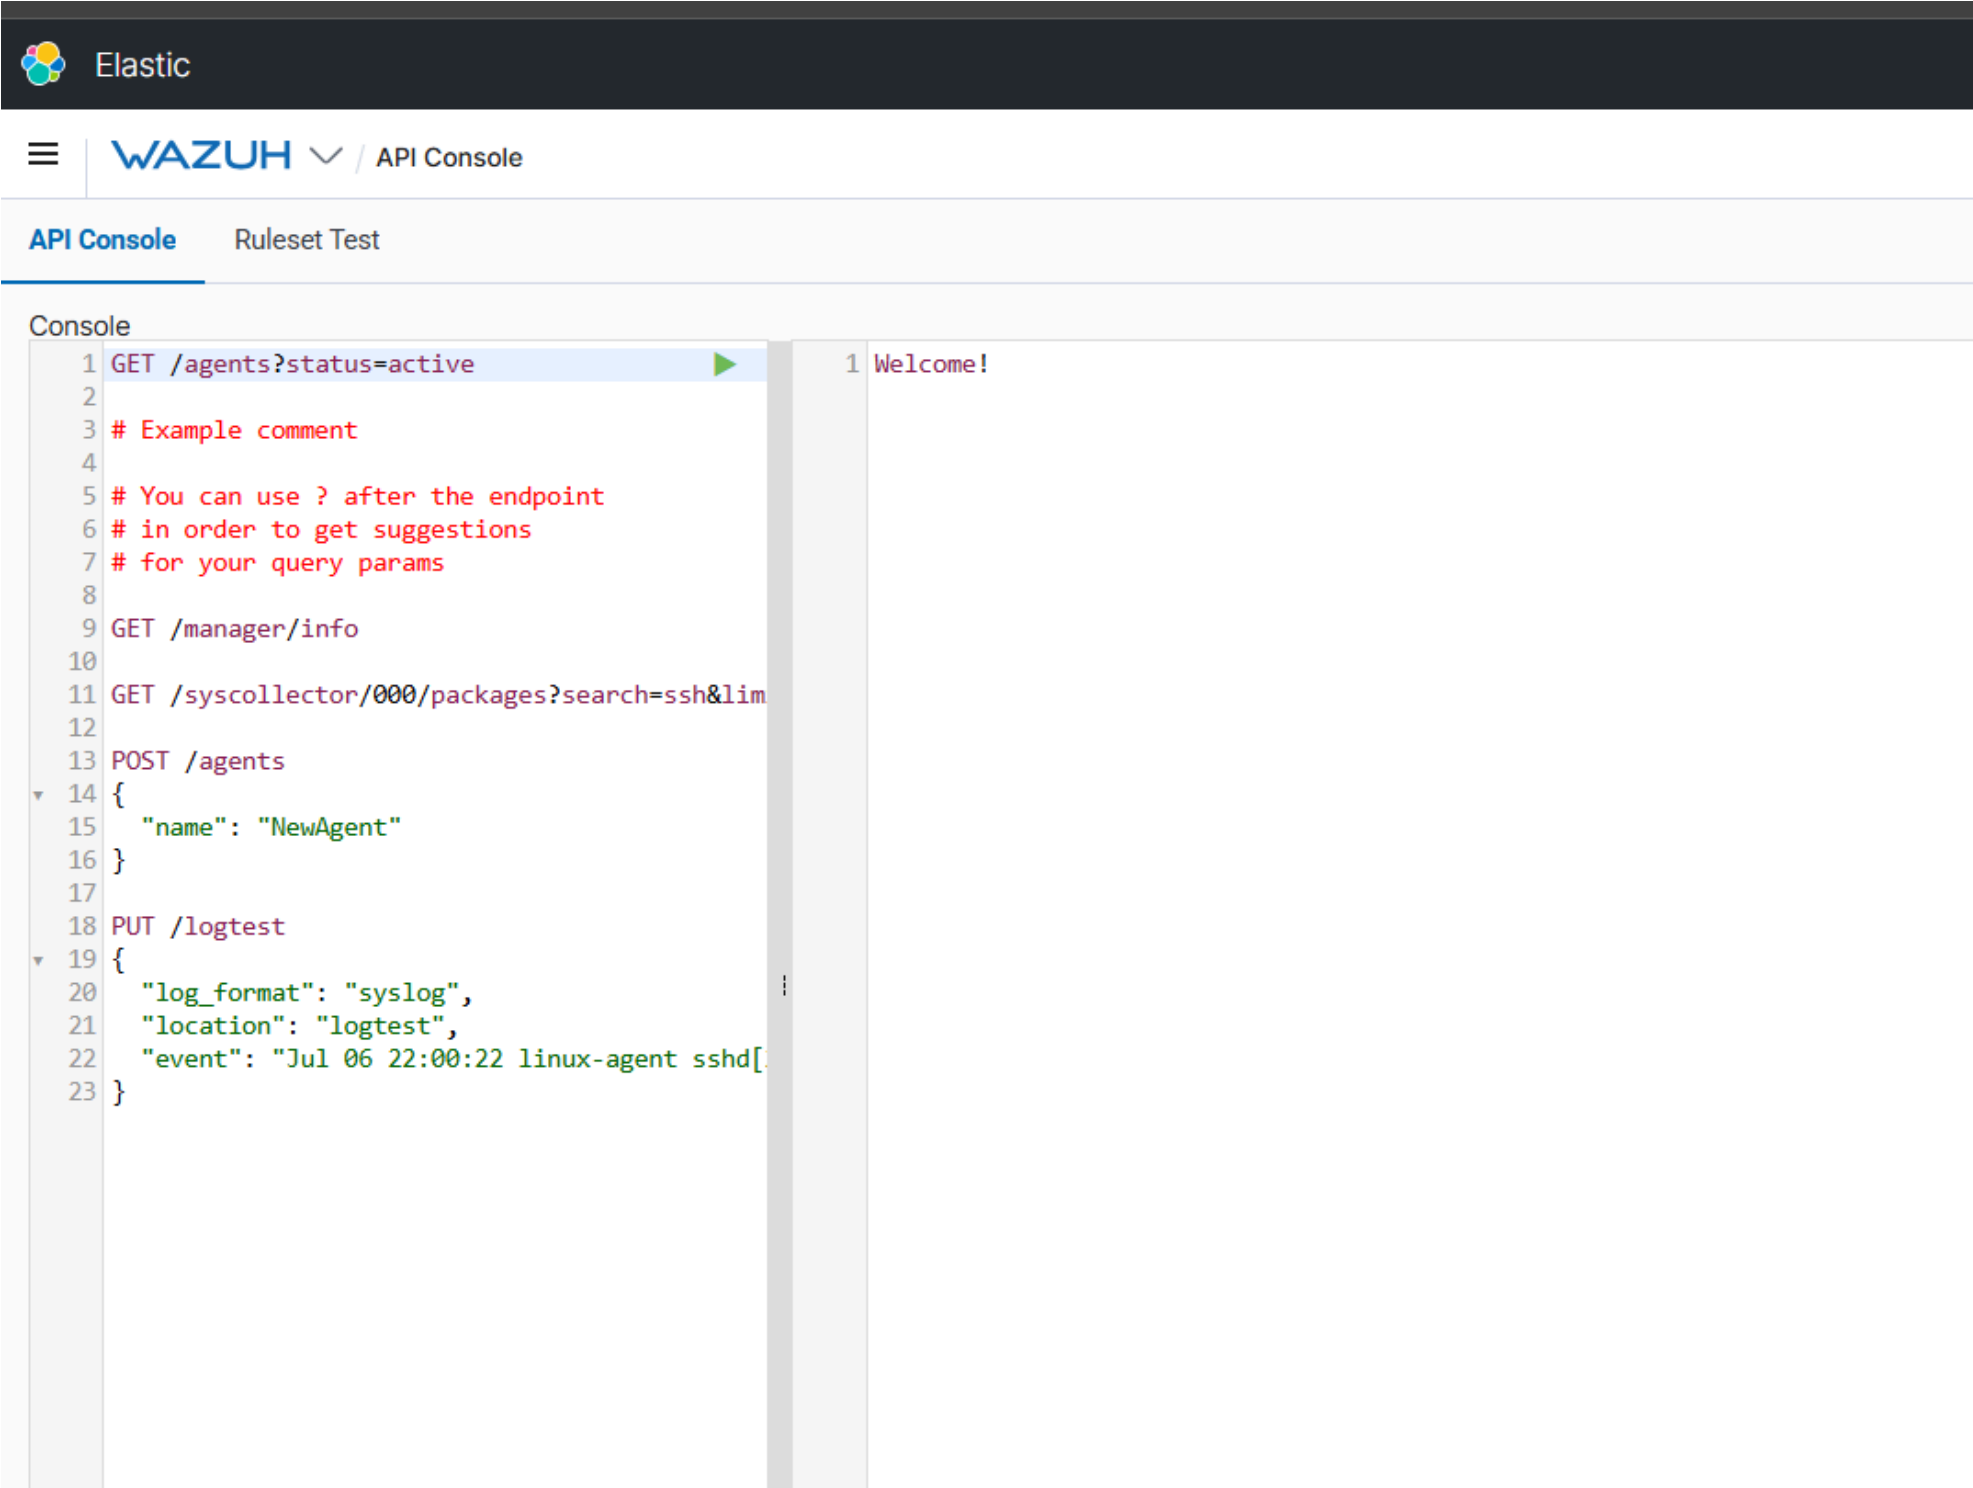 Elastic
WAZUH / API Console
API Console Ruleset Test
Console
1 GET /agents?status=active
2
3 # Example comment
4
5 # You can use ? after the endpoint
6 # in order to get suggestions
7 # for your query params
8
9 GET /manager/info
10
11 GET /syscollector/000/packages?search=ssh&lim
12
13 POST /agents
14 {
15 "name": "NewAgent"
16 }
17
18 PUT /logtest
19 {
20 "log_format": "syslog",
21 "location": "logtest",
22 "event": "Jul 06 22:00:22 linux-agent sshd[
23 }
1 Welcome!